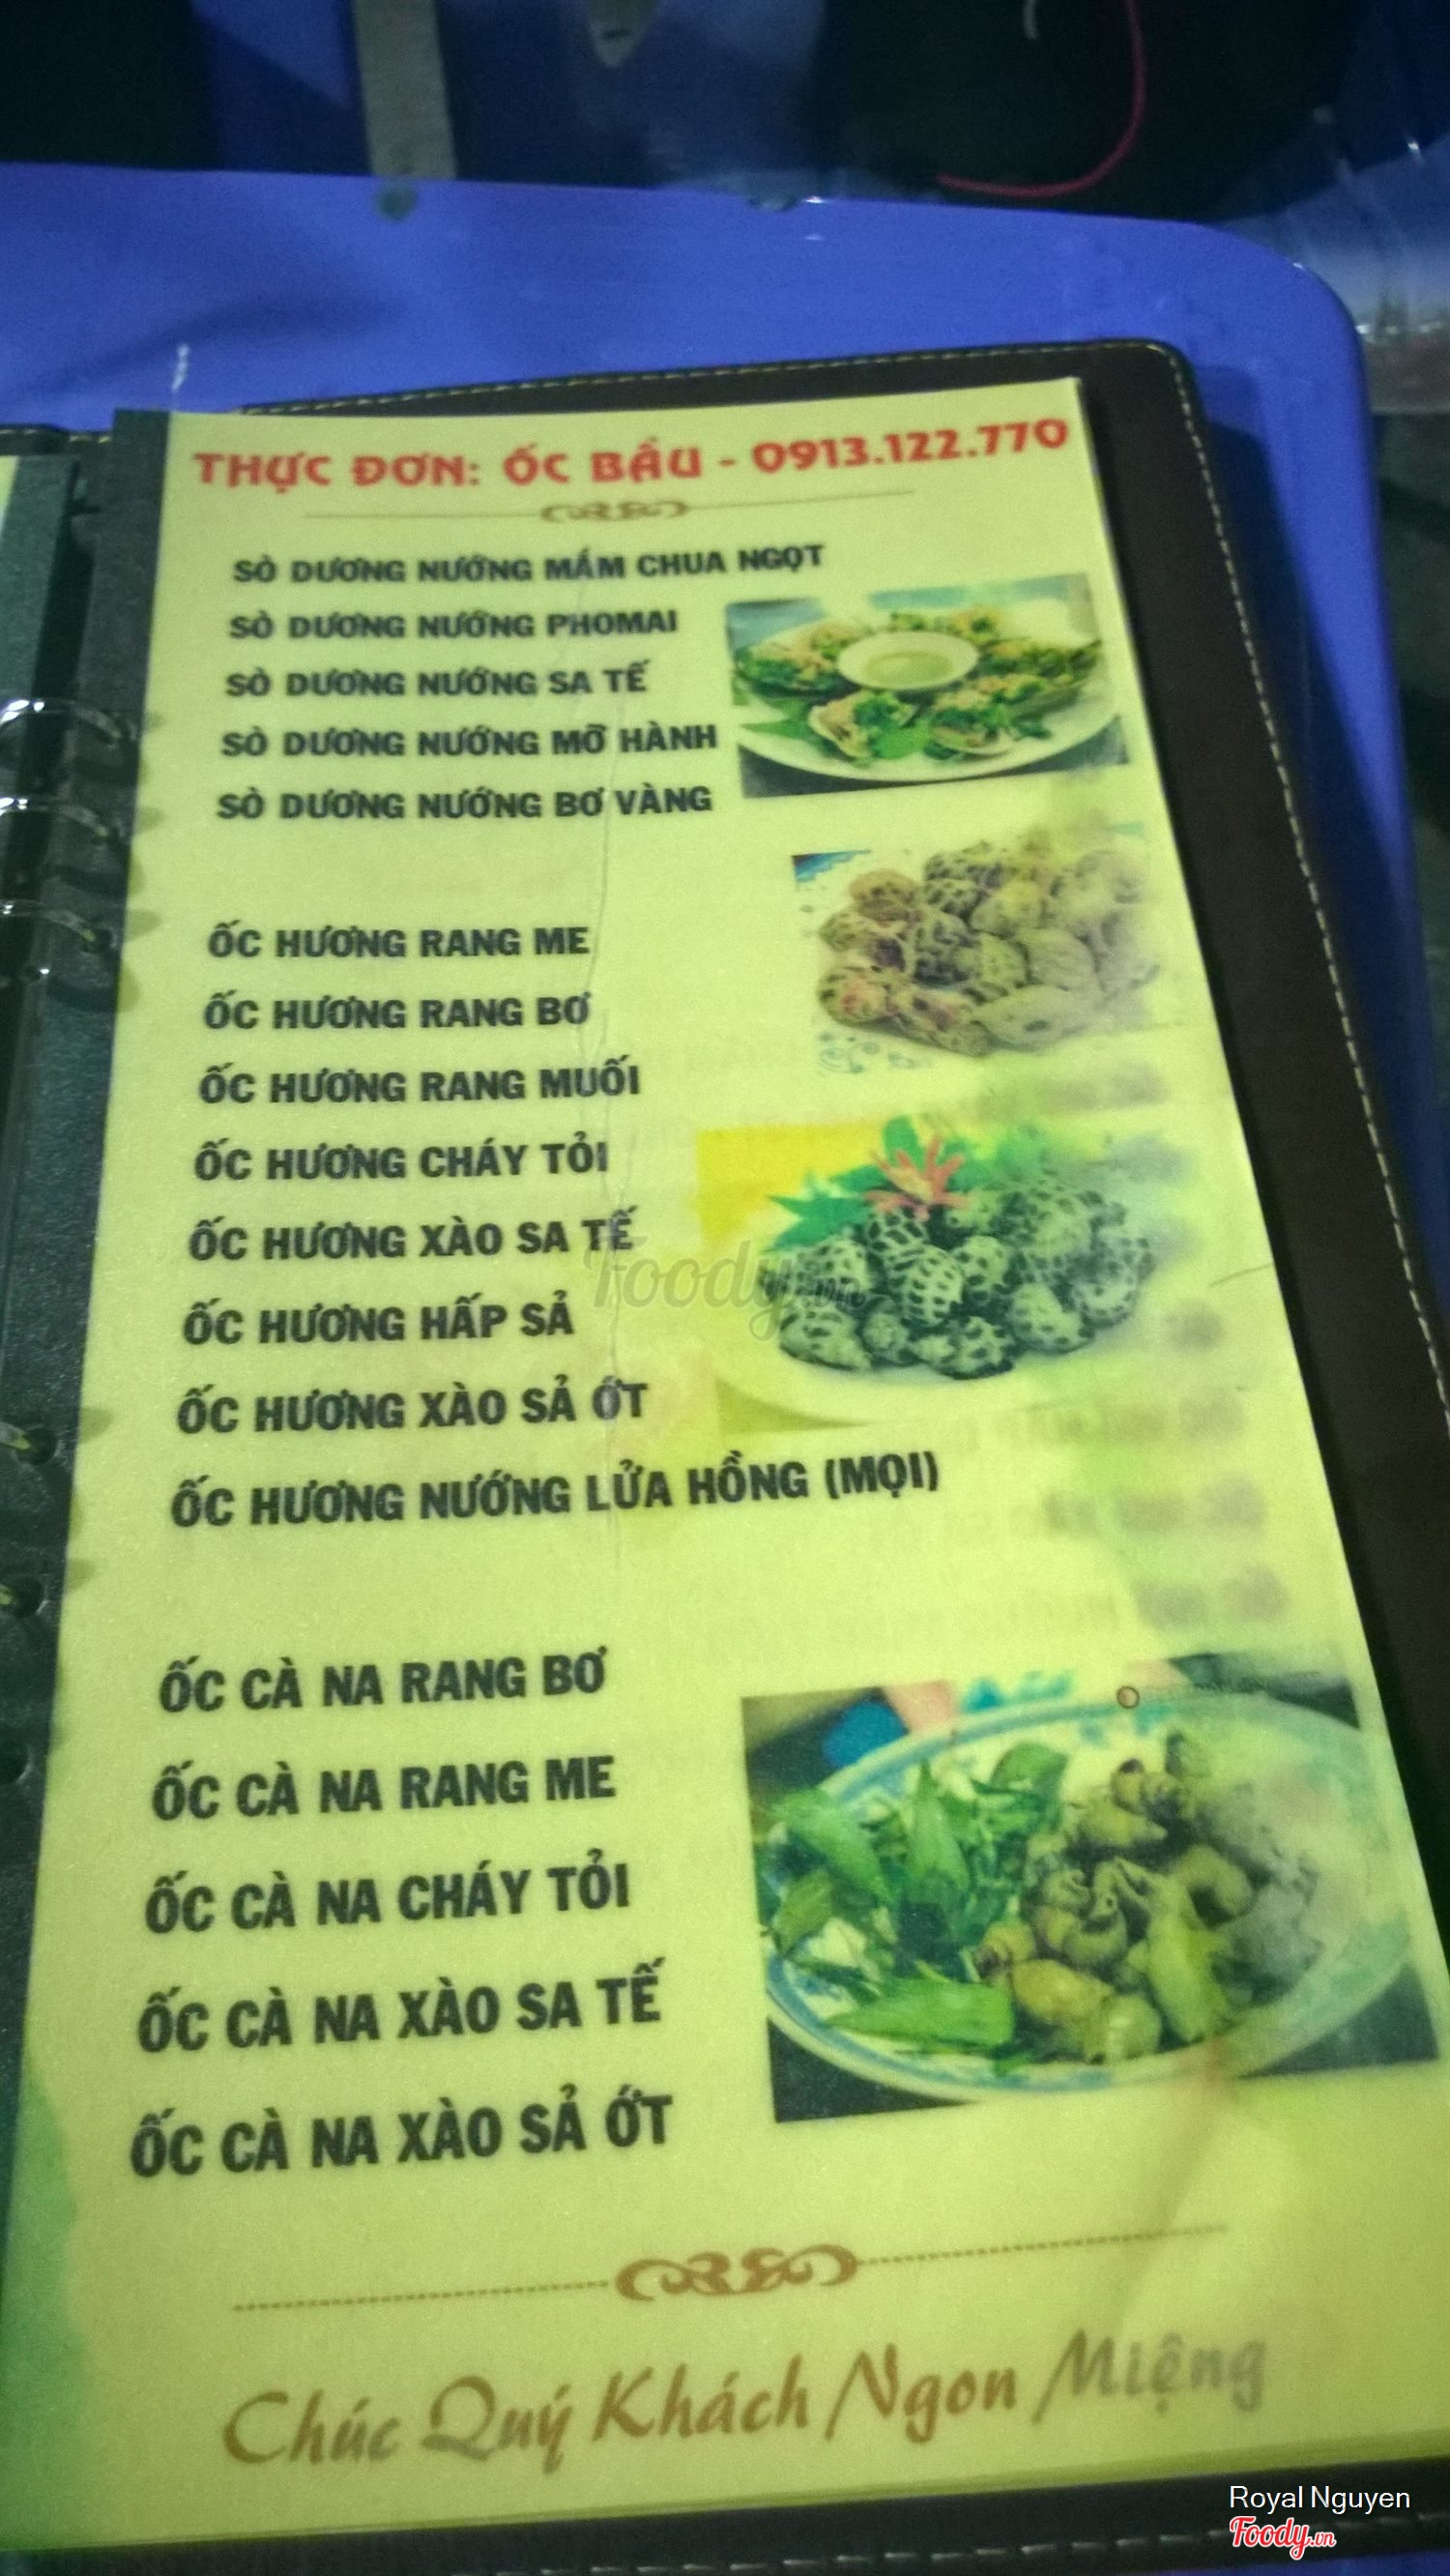 THỰC ĐƠN: ỐC BẦU - 0913.122.770
SÒ DƯƠNG NƯỚNG MẮM CHUA NGỌT
SÒ DƯƠNG NƯỚNG PHOMAI
SÒ DƯƠNG NƯỚNG SA TẾ
SÒ DƯƠNG NƯỚNG MỠ HÀNH
SÒ DƯƠNG NƯỚNG BƠ VÀNG
ỐC HƯƠNG RANG ME
ỐC HƯƠNG RANG BƠ
ỐC HƯƠNG RANG MUỐI
ỐC HƯƠNG CHÁY TỎI
ỐC HƯƠNG XÀO SA TẾ
Foody.vn
ỐC HƯƠNG HẤP SẢ
ỐC HƯƠNG XÀO SẢ ỚT
ỐC HƯƠNG NƯỚNG LỬA HỒNG (MỌI)
ỐC CÀ NA RANG BƠ
ỐC CÀ NA RANG ME
ỐC CÀ NA CHÁY TỎI
ỐC CÀ NA XÀO SA TẾ
ỐC CÀ NA XÀO SẢ ỚT
Chúc Quý Khách Ngon Miệng
Royal Nguyen
Foody.vn